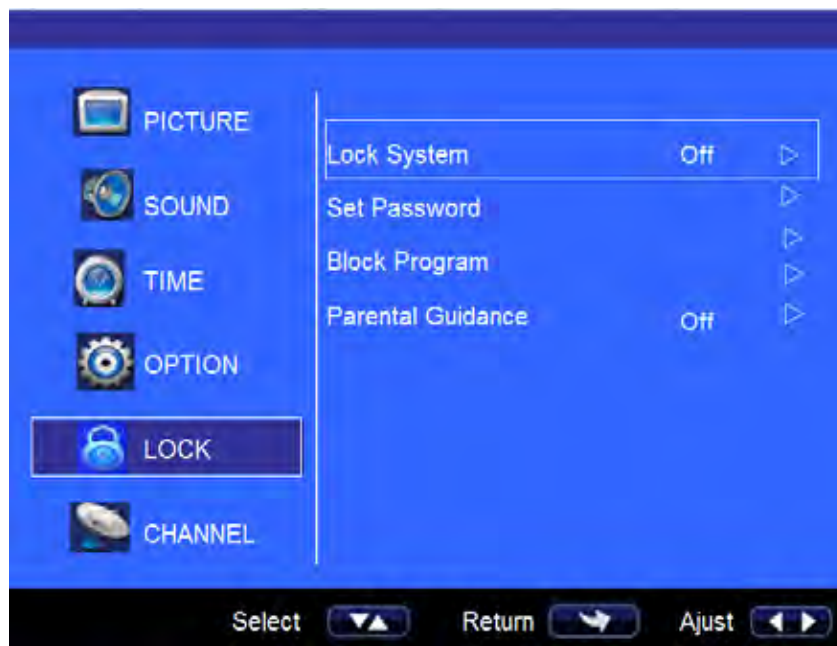 PICTURE
SOUND
TIME
OPTION
LOCK
CHANNEL
Lock System Off
Set Password
Block Program
Parental Guidance Off
Select Return Ajust